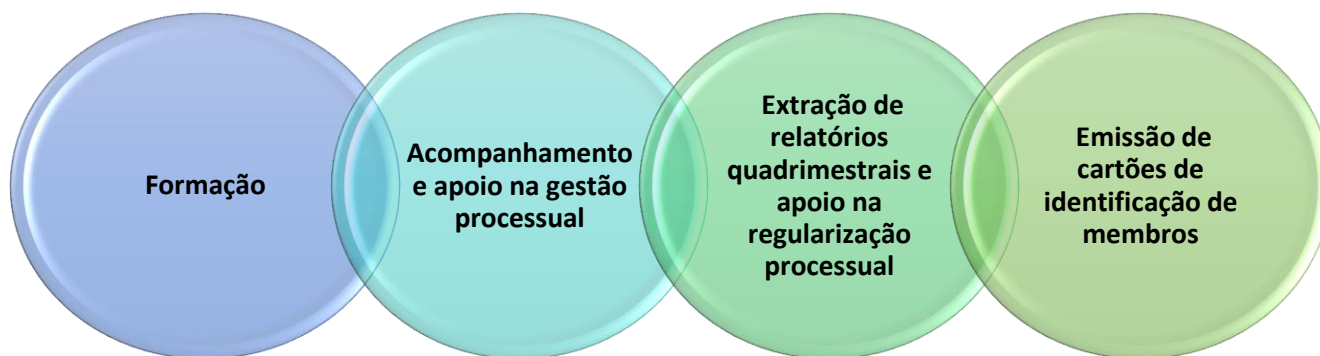 Formação
Acompanhamento
e apoio na gestão
processual
Extração de
relatórios
quadrimestrais e
apoio na
regularização
processual
Emissão de
cartões de
identificação de
membros